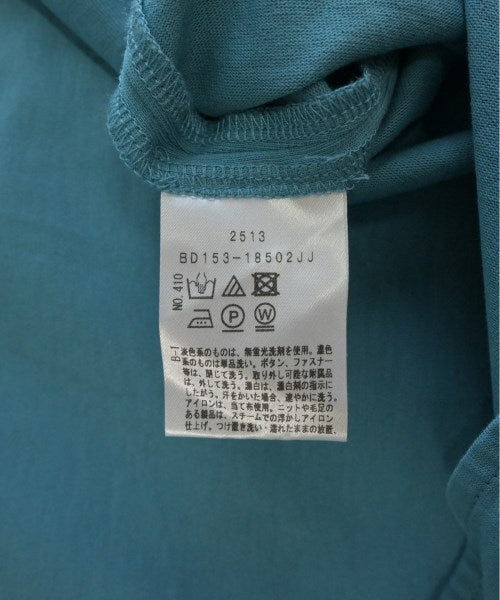 2513
BD153-18502JJ
NO.410
P W
B-1
淡色系のものは、無蛍光洗剤を使用。濃色
系のものは単品洗い。ボタン、ファスナー
等は、閉じて洗う。取り外し可能な附属品
は、外して洗う。漂白は、漂白剤の指示に
したがう。汗をかいた場合、速やかに洗う。
アイロンは、当て布使用。ニットや毛足の
ある製品は、スチームでの浮かしアイロン
仕上げ。つけ置き洗い・濡れたままの放置、